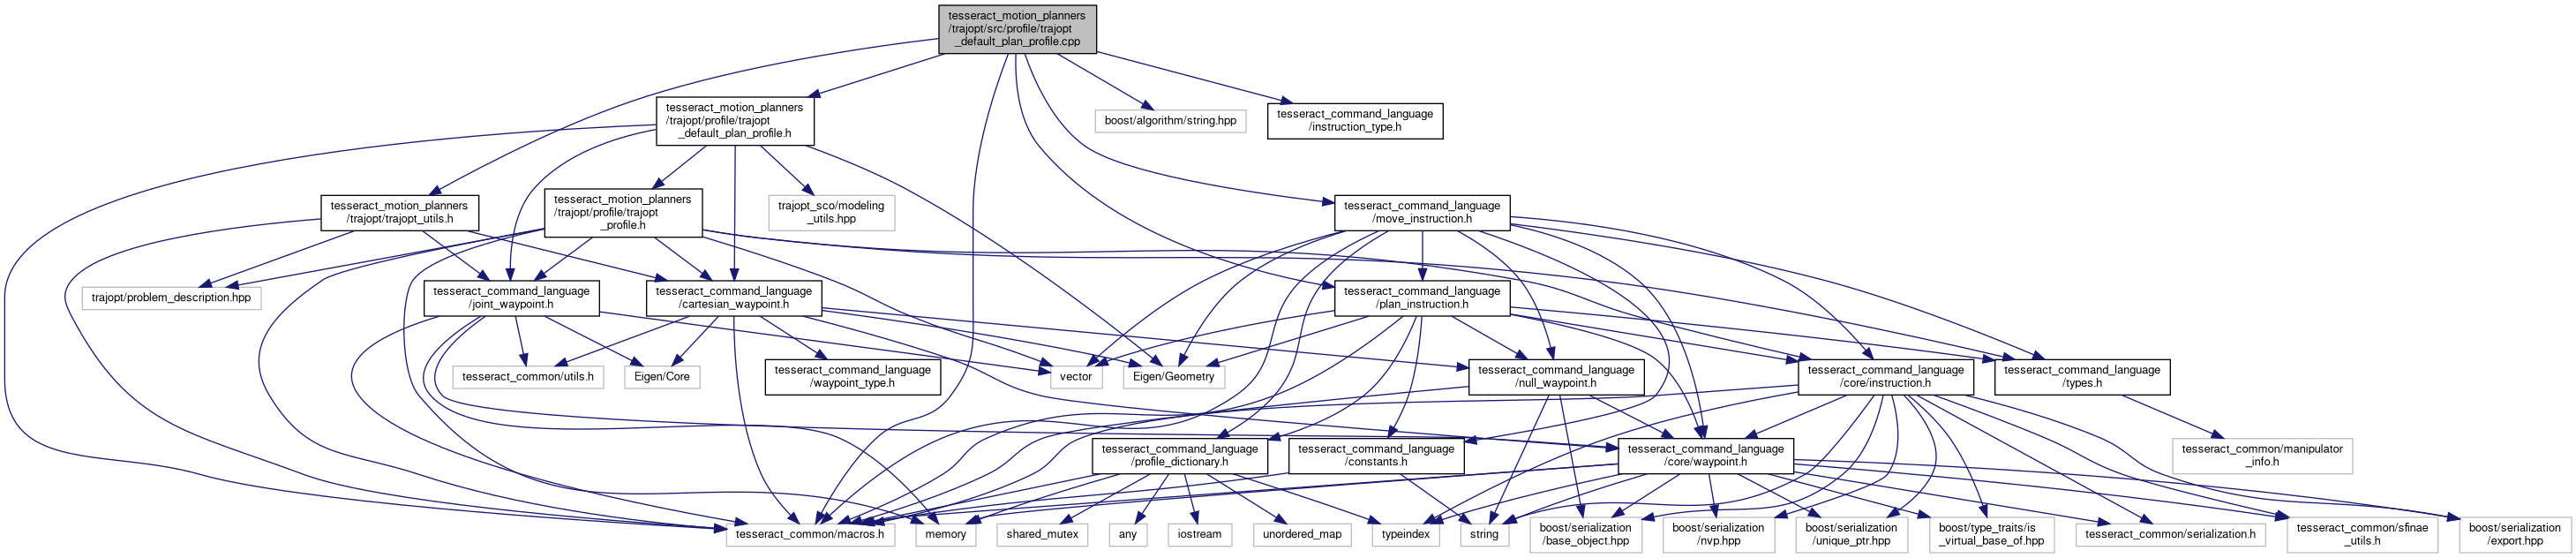 tesseract_motion_planners
/trajopt/src/profile/trajopt
_default_plan_profile.cpp
tesseract_motion_planners
/trajopt/profile/trajopt
_default_plan_profile.h
boost/algorithm/string.hpp
tesseract_command_language
/instruction_type.h
tesseract_motion_planners
/trajopt/trajopt_utils.h
tesseract_motion_planners
/trajopt/profile/trajopt
_profile.h
trajopt_sco/modeling
_utils.hpp
tesseract_command_language
/move_instruction.h
trajopt/problem_description.hpp
tesseract_command_language
/joint_waypoint.h
tesseract_command_language
/cartesian_waypoint.h
tesseract_command_language
/plan_instruction.h
tesseract_common/utils.h
Eigen/Core
tesseract_command_language
/waypoint_type.h
vector
Eigen/Geometry
tesseract_command_language
/null_waypoint.h
tesseract_command_language
/core/instruction.h
tesseract_command_language
/types.h
tesseract_command_language
/profile_dictionary.h
tesseract_command_language
/constants.h
tesseract_command_language
/core/waypoint.h
tesseract_common/manipulator
_info.h
tesseract_common/macros.h
memory
shared_mutex
any
iostream
unordered_map
typeindex
string
boost/serialization
/base_object.hpp
boost/serialization
/nvp.hpp
boost/serialization
/unique_ptr.hpp
boost/type_traits/is
_virtual_base_of.hpp
tesseract_common/serialization.h
tesseract_common/sfinae
_utils.h
boost/serialization
/export.hpp